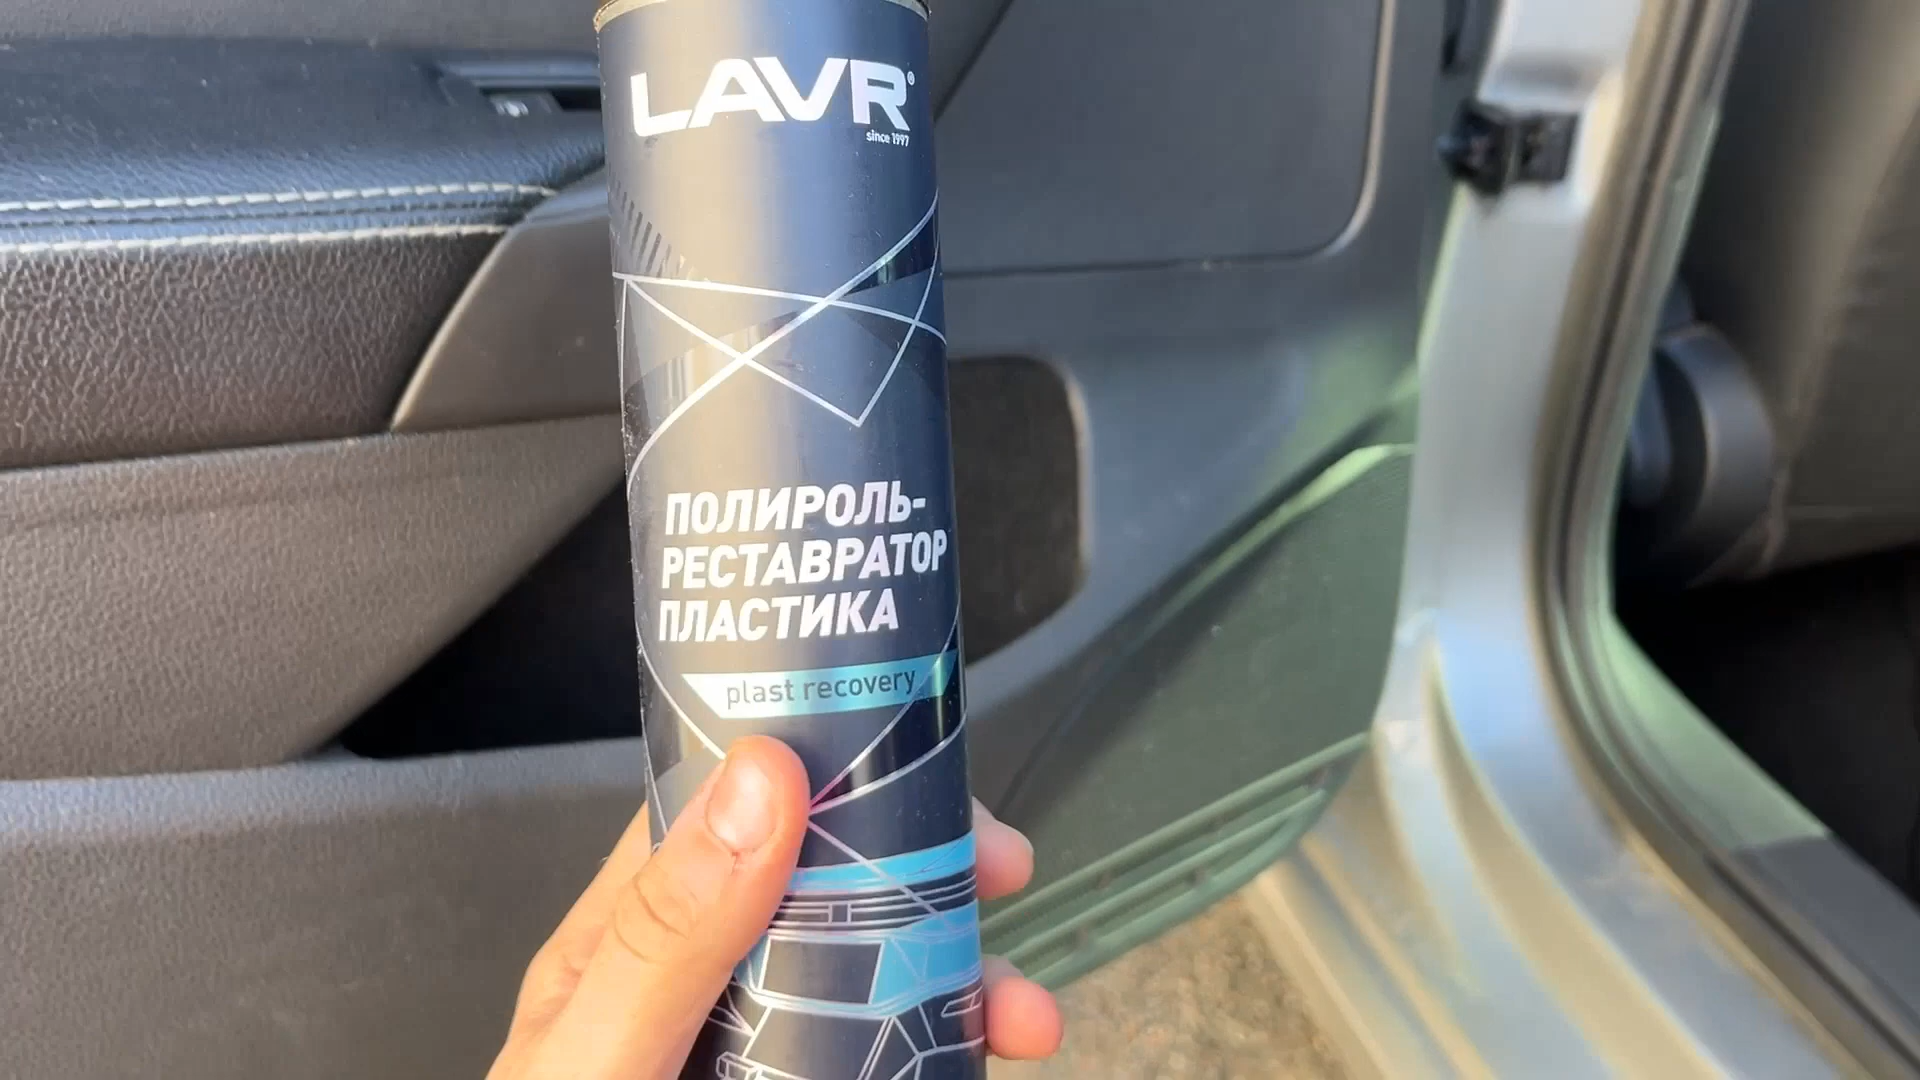 LAVR®
since 1997
ПОЛИРОЛЬ-
РЕСТАВРАТОР
ПЛАСТИКА
plast recovery